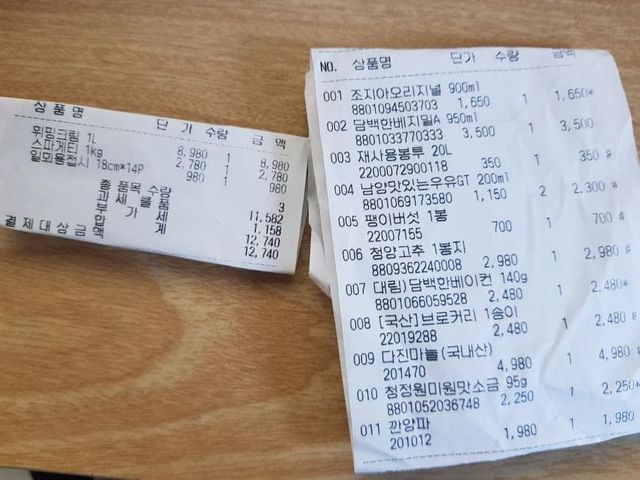 상품명 단가 수량 금액
휘핑크림 1L
8,980 1 8,980
스파게티 1kg
2,780 1 2,780
일회용접시 18cm*14P
980 1 980
총품목 수량 3
과세물품 11,582
부가세 1,158
합계 12,740
결제대상금액 12,740
NO. 상품명 단가 수량 금액
001 조지아오리지널 900ml
8801094503703 1,650 1 1,650*
002 담백한베지밀A 950ml
8801033770333 3,500 1 3,500
003 재사용봉투 20L
2200072900118 350 1 350 #
004 남양맛있는우유GT 200ml
8801069173580 1,150 2 2,300 #
005 팽이버섯 1봉
22007155 700 1 700 #
006 청양고추 1봉지
8809362240008 2,980 1 2,980 #
007 대림)담백한베이컨 140g
8801066059528 2,480 1 2,480*
008 [국산]브로커리 1송이
22019288 2,480 1 2,480 #
009 다진마늘(국내산)
201470 4,980 1 4,980 #
010 청정원미원맛소금 95g
8801052036748 2,250 1 2,250*
011 깐양파
201012 1,980 1 1,980